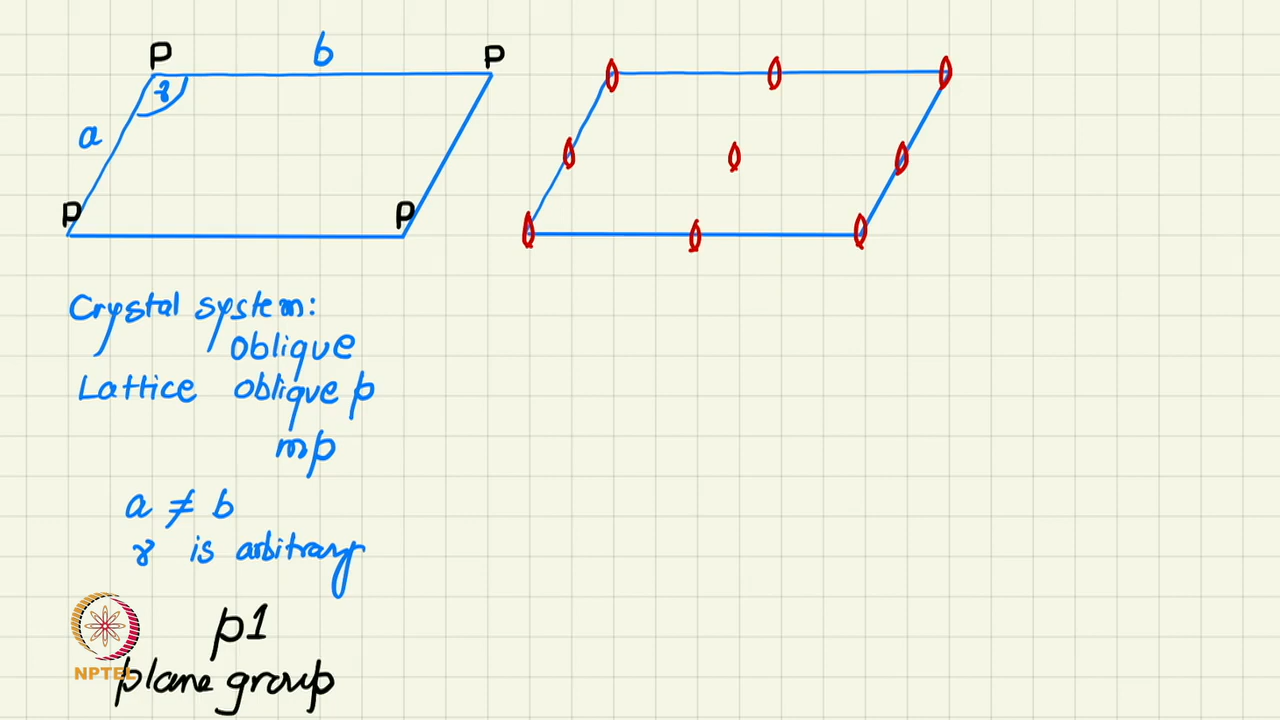 P b P
γ
a
P P
Crystal system:
Oblique
Lattice oblique p
mp
a ≠ b
γ is arbitrary
p1
NPTEL
plane group